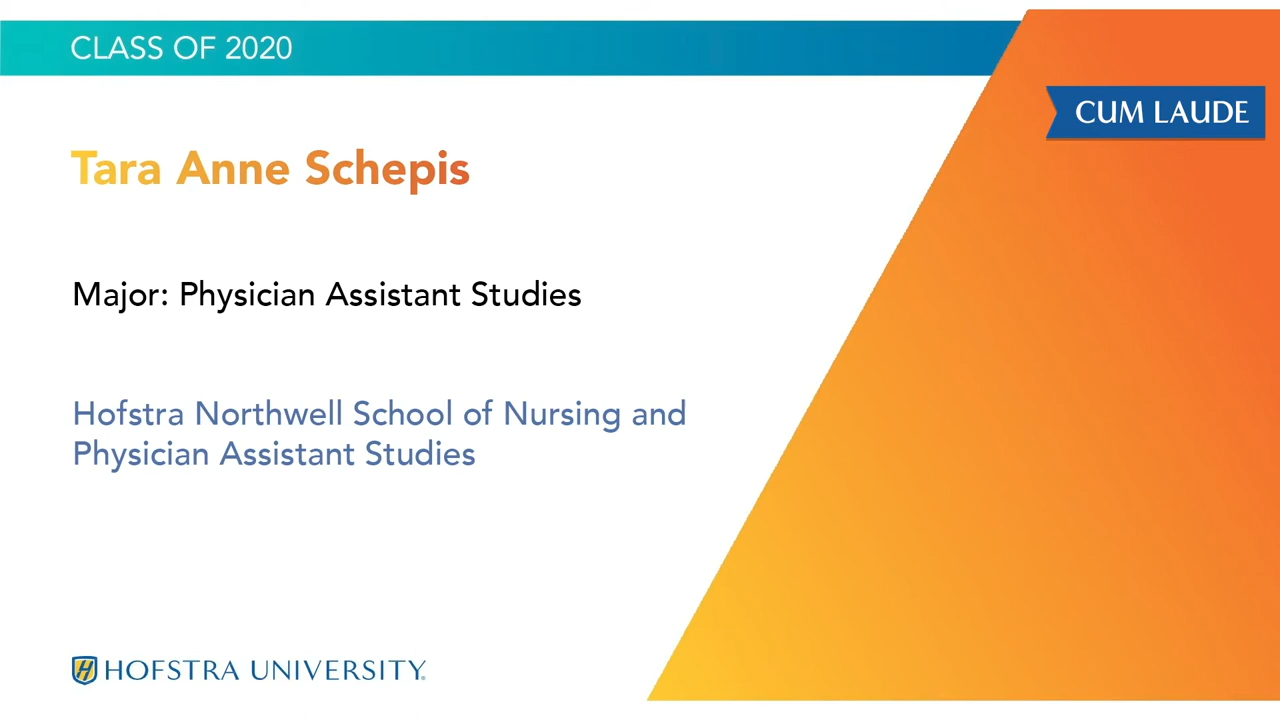 CLASS OF 2020
CUM LAUDE
Tara Anne Schepis
Major: Physician Assistant Studies
Hofstra Northwell School of Nursing and
Physician Assistant Studies
H HOFSTRA UNIVERSITY®